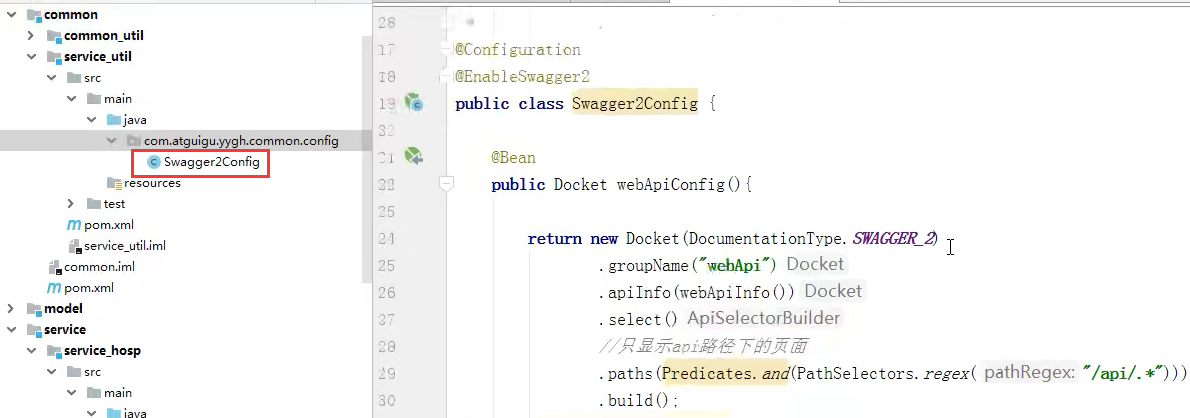 common
common_util
service_util
src
main
java
com.atguigu.yygh.common.config
Swagger2Config
resources
test
pom.xml
service_util.iml
common.iml
pom.xml
model
service
service_hosp
src
main
java
28
17 @Configuration
18 @EnableSwagger2
19 public class Swagger2Config {
32
21 @Bean
22 public Docket webApiConfig(){
25
24 return new Docket(DocumentationType.SWAGGER_2)
25 .groupName("webApi") Docket
26 .apiInfo(webApiInfo()) Docket
27 .select() ApiSelectorBuilder
28 //只显示api路径下的页面
29 .paths(Predicates.and(PathSelectors.regex( pathRegex: "/api/.*")))
30 .build();